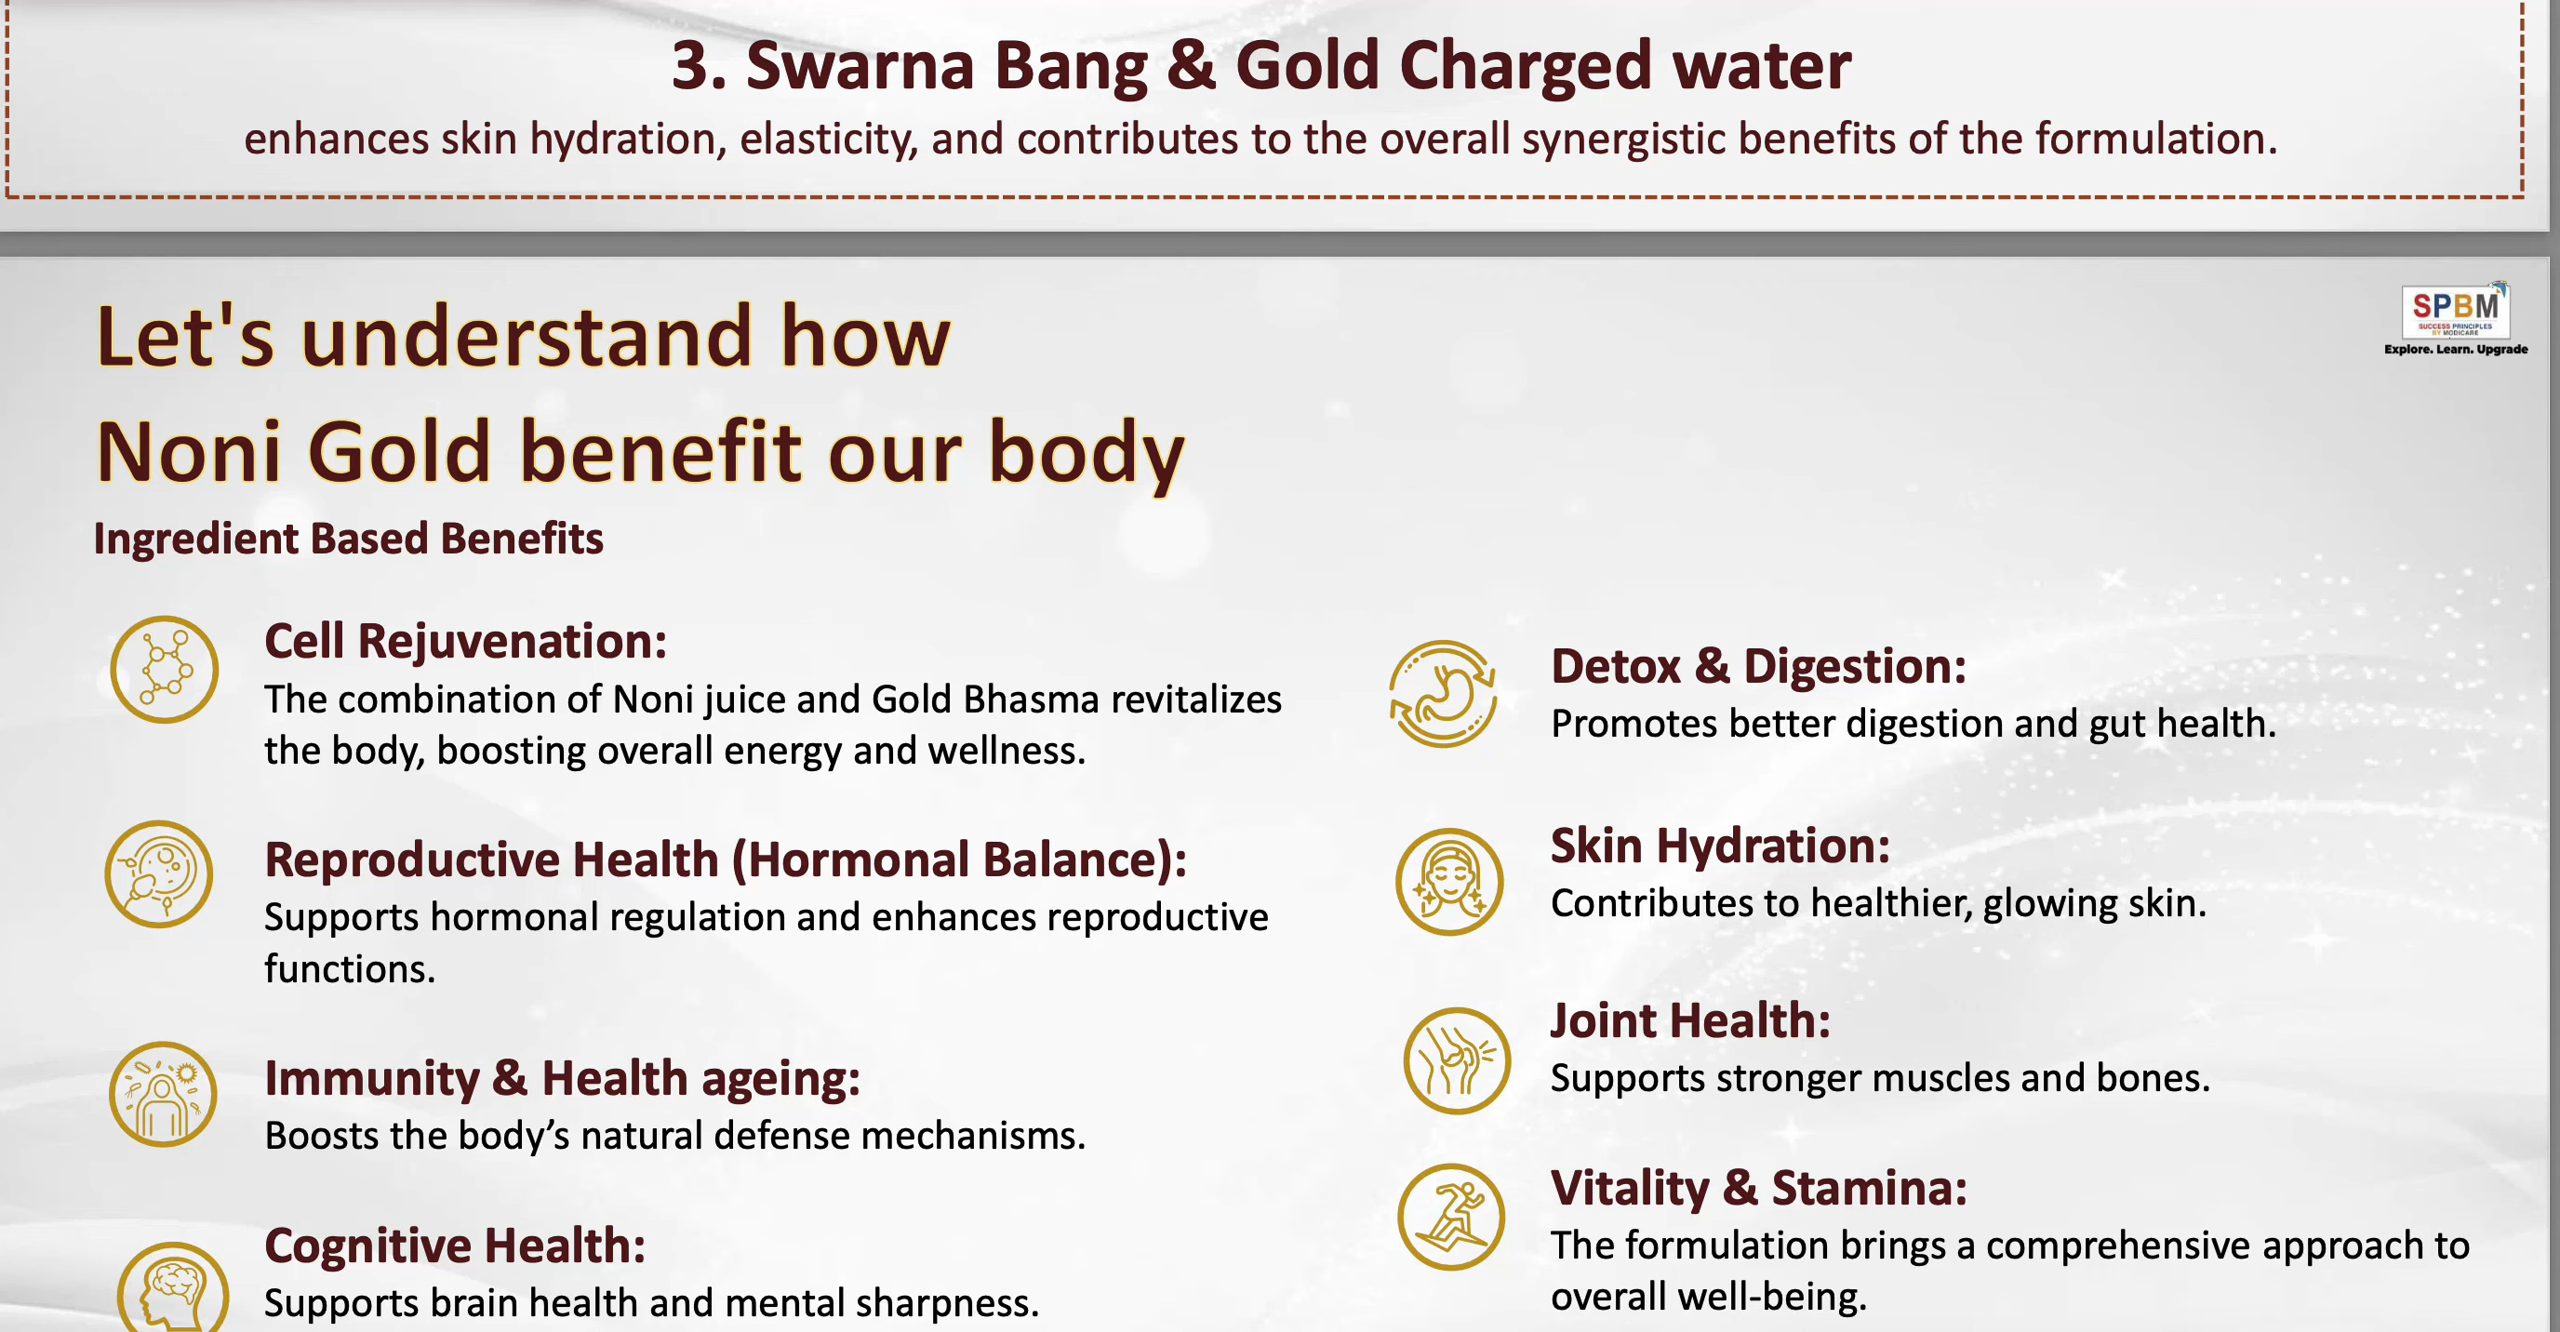 3. Swarna Bang & Gold Charged water
enhances skin hydration, elasticity, and contributes to the overall synergistic benefits of the formulation.
SPBM
SUCCESS PRINCIPLES
BY MODICARE
Explore. Learn. Upgrade
Let's understand how
Noni Gold benefit our body
Ingredient Based Benefits
Cell Rejuvenation:
The combination of Noni juice and Gold Bhasma revitalizes
the body, boosting overall energy and wellness.
Reproductive Health (Hormonal Balance):
Supports hormonal regulation and enhances reproductive
functions.
Immunity & Health ageing:
Boosts the body’s natural defense mechanisms.
Cognitive Health:
Supports brain health and mental sharpness.
Detox & Digestion:
Promotes better digestion and gut health.
Skin Hydration:
Contributes to healthier, glowing skin.
Joint Health:
Supports stronger muscles and bones.
Vitality & Stamina:
The formulation brings a comprehensive approach to
overall well-being.